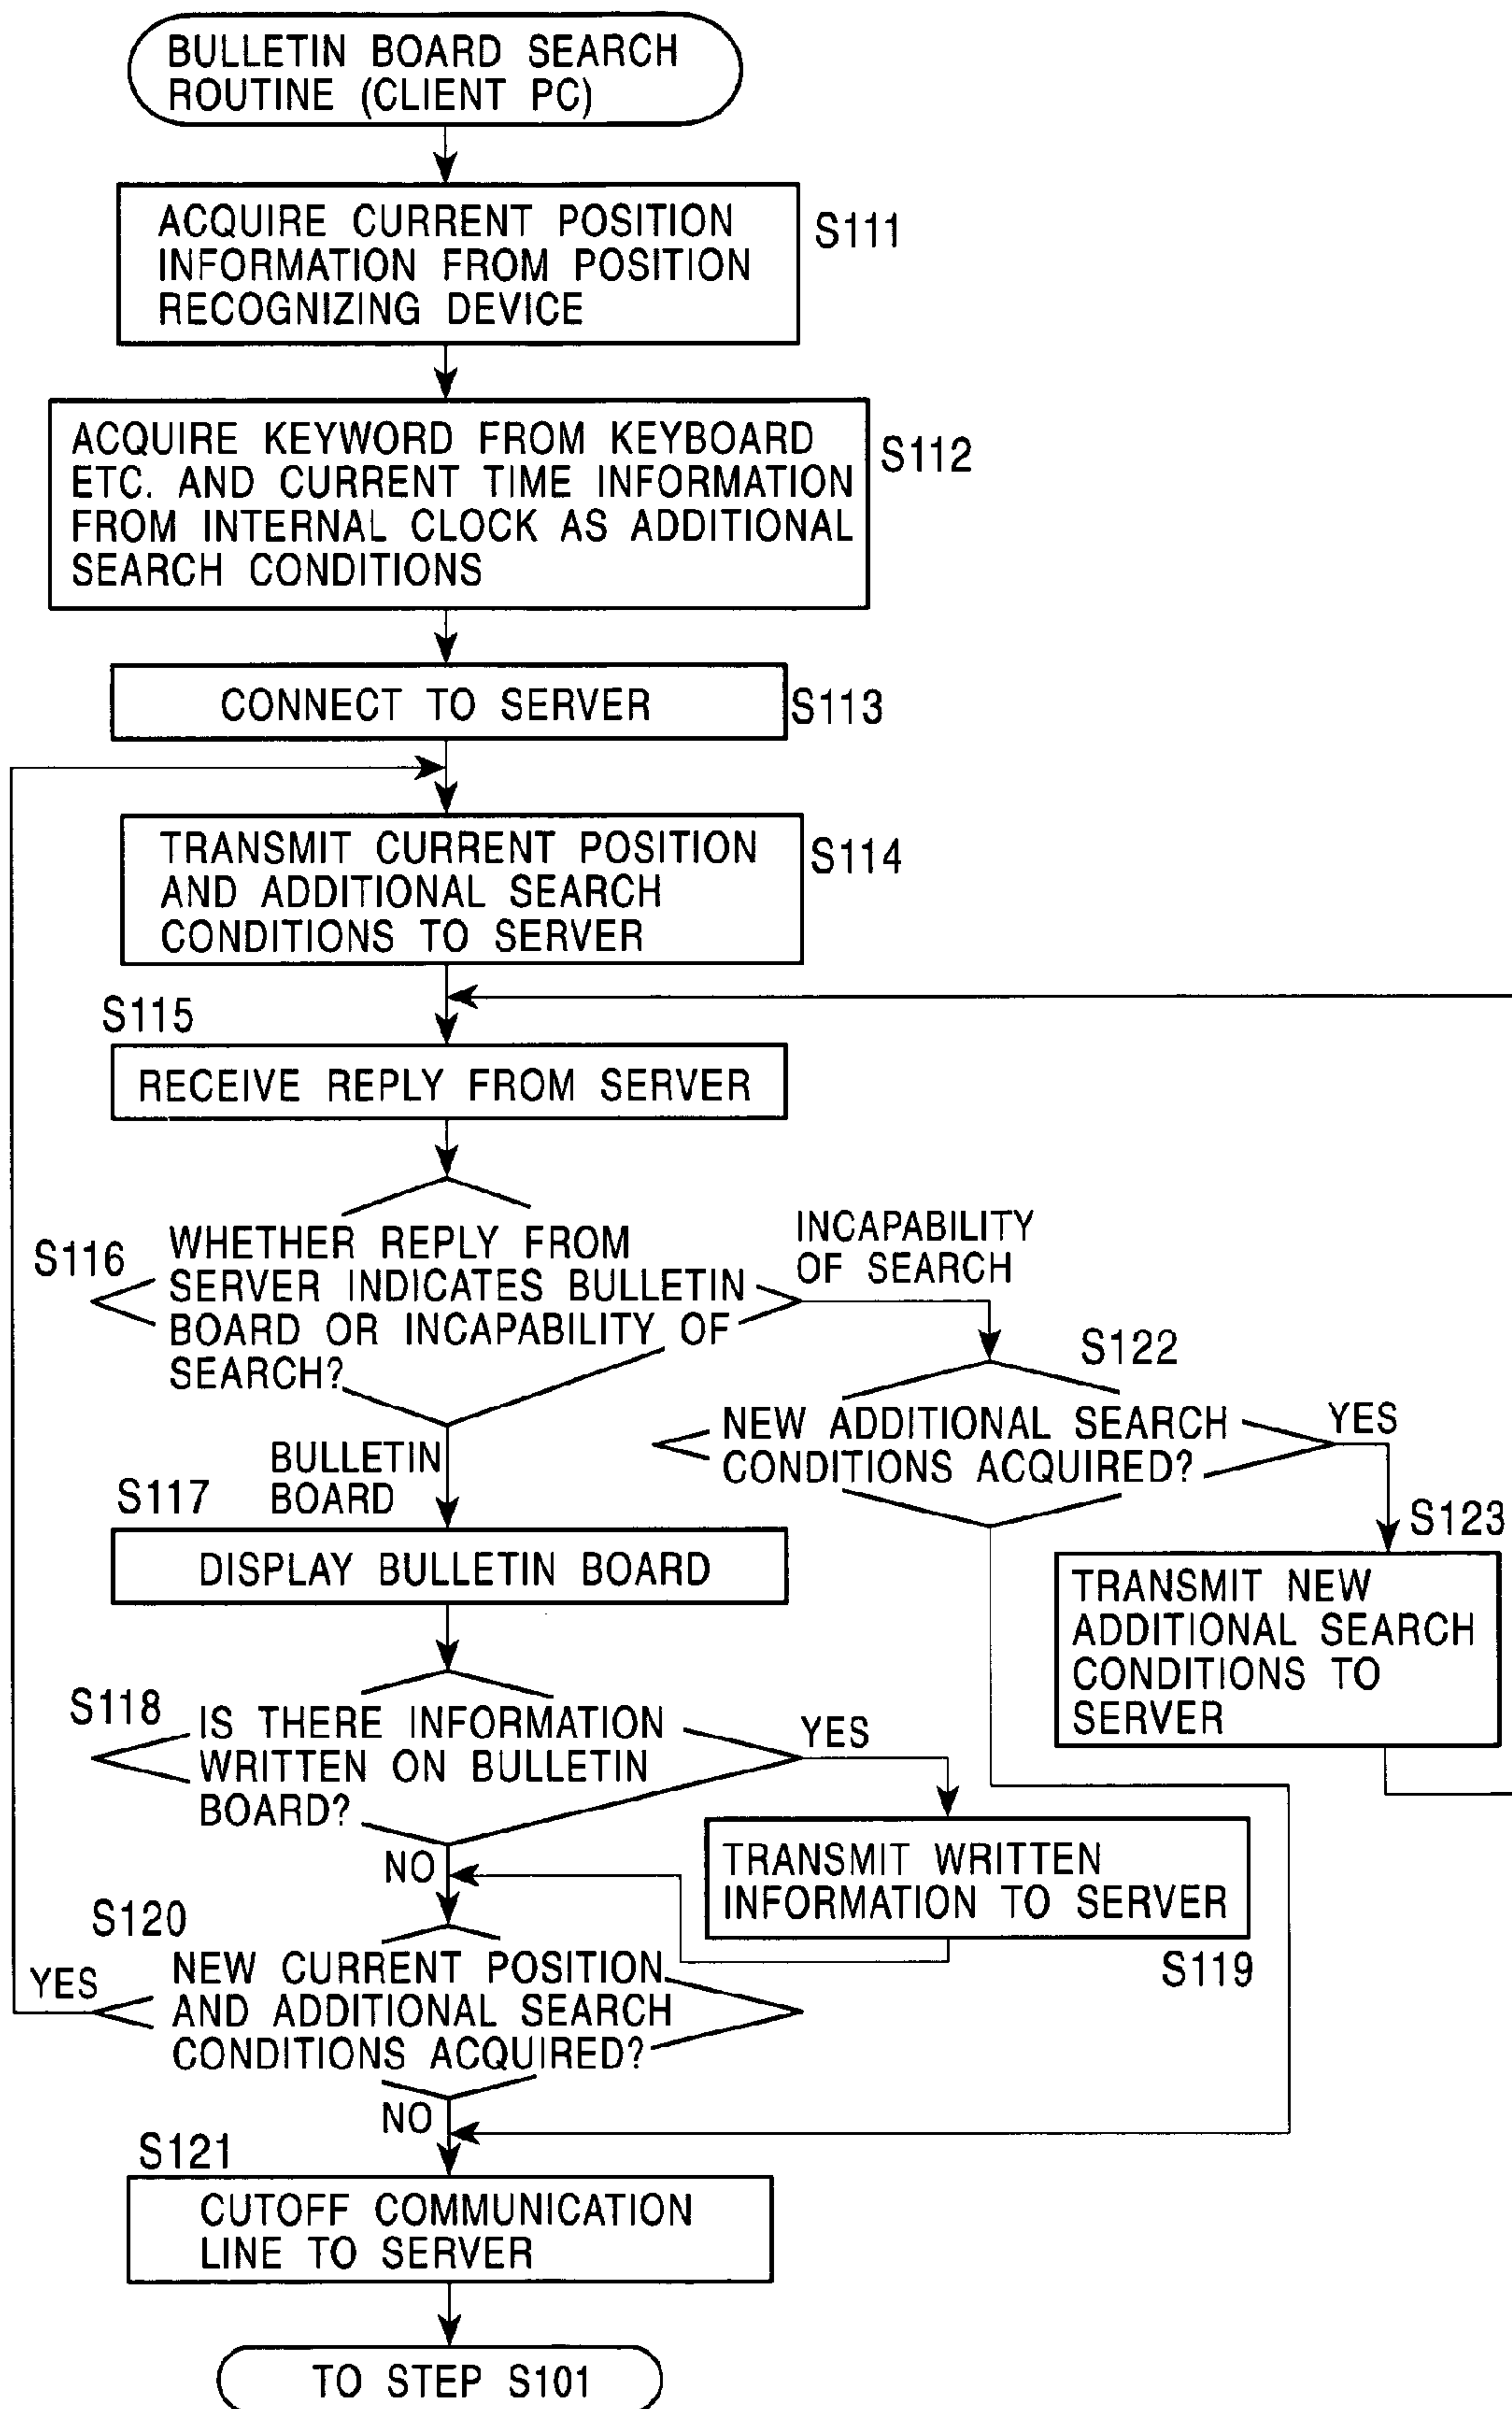 BULLETIN BOARD SEARCH
ROUTINE (CLIENT PC)
ACQUIRE CURRENT POSITION
INFORMATION FROM POSITION
RECOGNIZING DEVICE
S111
ACQUIRE KEYWORD FROM KEYBOARD
ETC. AND CURRENT TIME INFORMATION
FROM INTERNAL CLOCK AS ADDITIONAL
SEARCH CONDITIONS
S112
CONNECT TO SERVER
S113
TRANSMIT CURRENT POSITION
AND ADDITIONAL SEARCH
CONDITIONS TO SERVER
S114
S115
RECEIVE REPLY FROM SERVER
S116
WHETHER REPLY FROM
SERVER INDICATES BULLETIN
BOARD OR INCAPABILITY OF
SEARCH?
INCAPABILITY
OF SEARCH
S122
NEW ADDITIONAL SEARCH
CONDITIONS ACQUIRED?
YES
BULLETIN
BOARD
S117
DISPLAY BULLETIN BOARD
S123
TRANSMIT NEW
ADDITIONAL SEARCH
CONDITIONS TO
SERVER
S118
IS THERE INFORMATION
WRITTEN ON BULLETIN
BOARD?
YES
NO
TRANSMIT WRITTEN
INFORMATION TO SERVER
S119
S120
YES
NEW CURRENT POSITION
AND ADDITIONAL SEARCH
CONDITIONS ACQUIRED?
NO
S121
CUTOFF COMMUNICATION
LINE TO SERVER
TO STEP S101